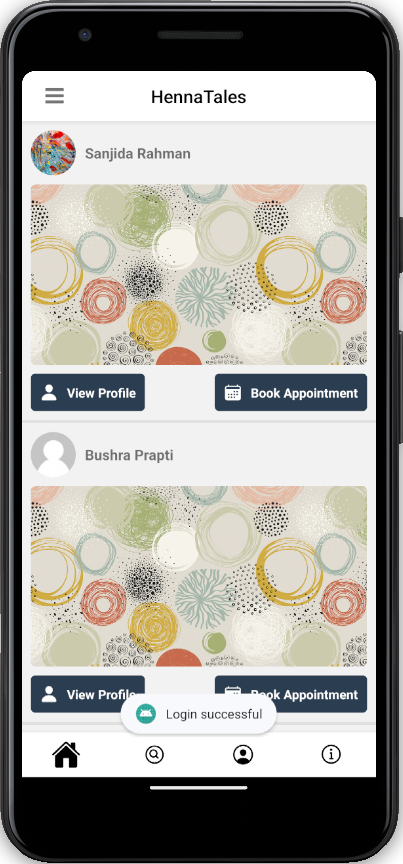 HennaTales
Sanjida Rahman
View Profile
Book Appointment
Bushra Prapti
View Profile
Book Appointment
Login successful